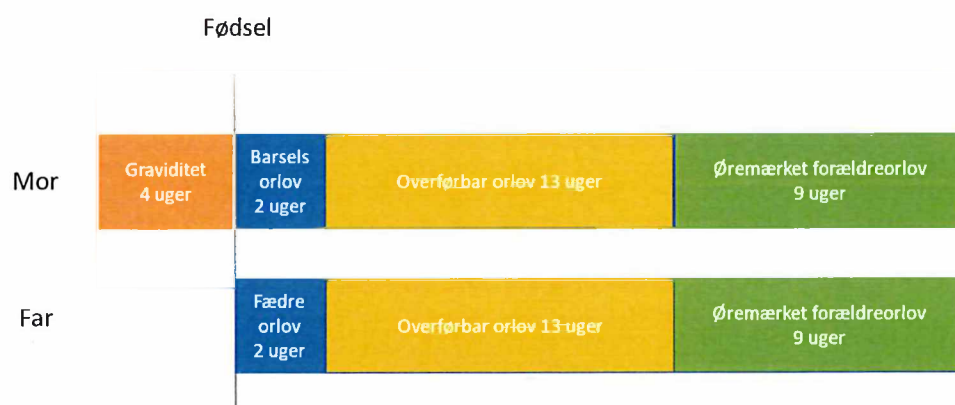 Fødsel
Mor
Graviditet
4 uger
Barsels
orlov
2 uger
Overførbar orlov 13 uger
Øremærket forældreorlov
9 uger
Far
Fædre
orlov
2 uger
Overførbar orlov 13 uger
Øremærket forældreorlov
9 uger